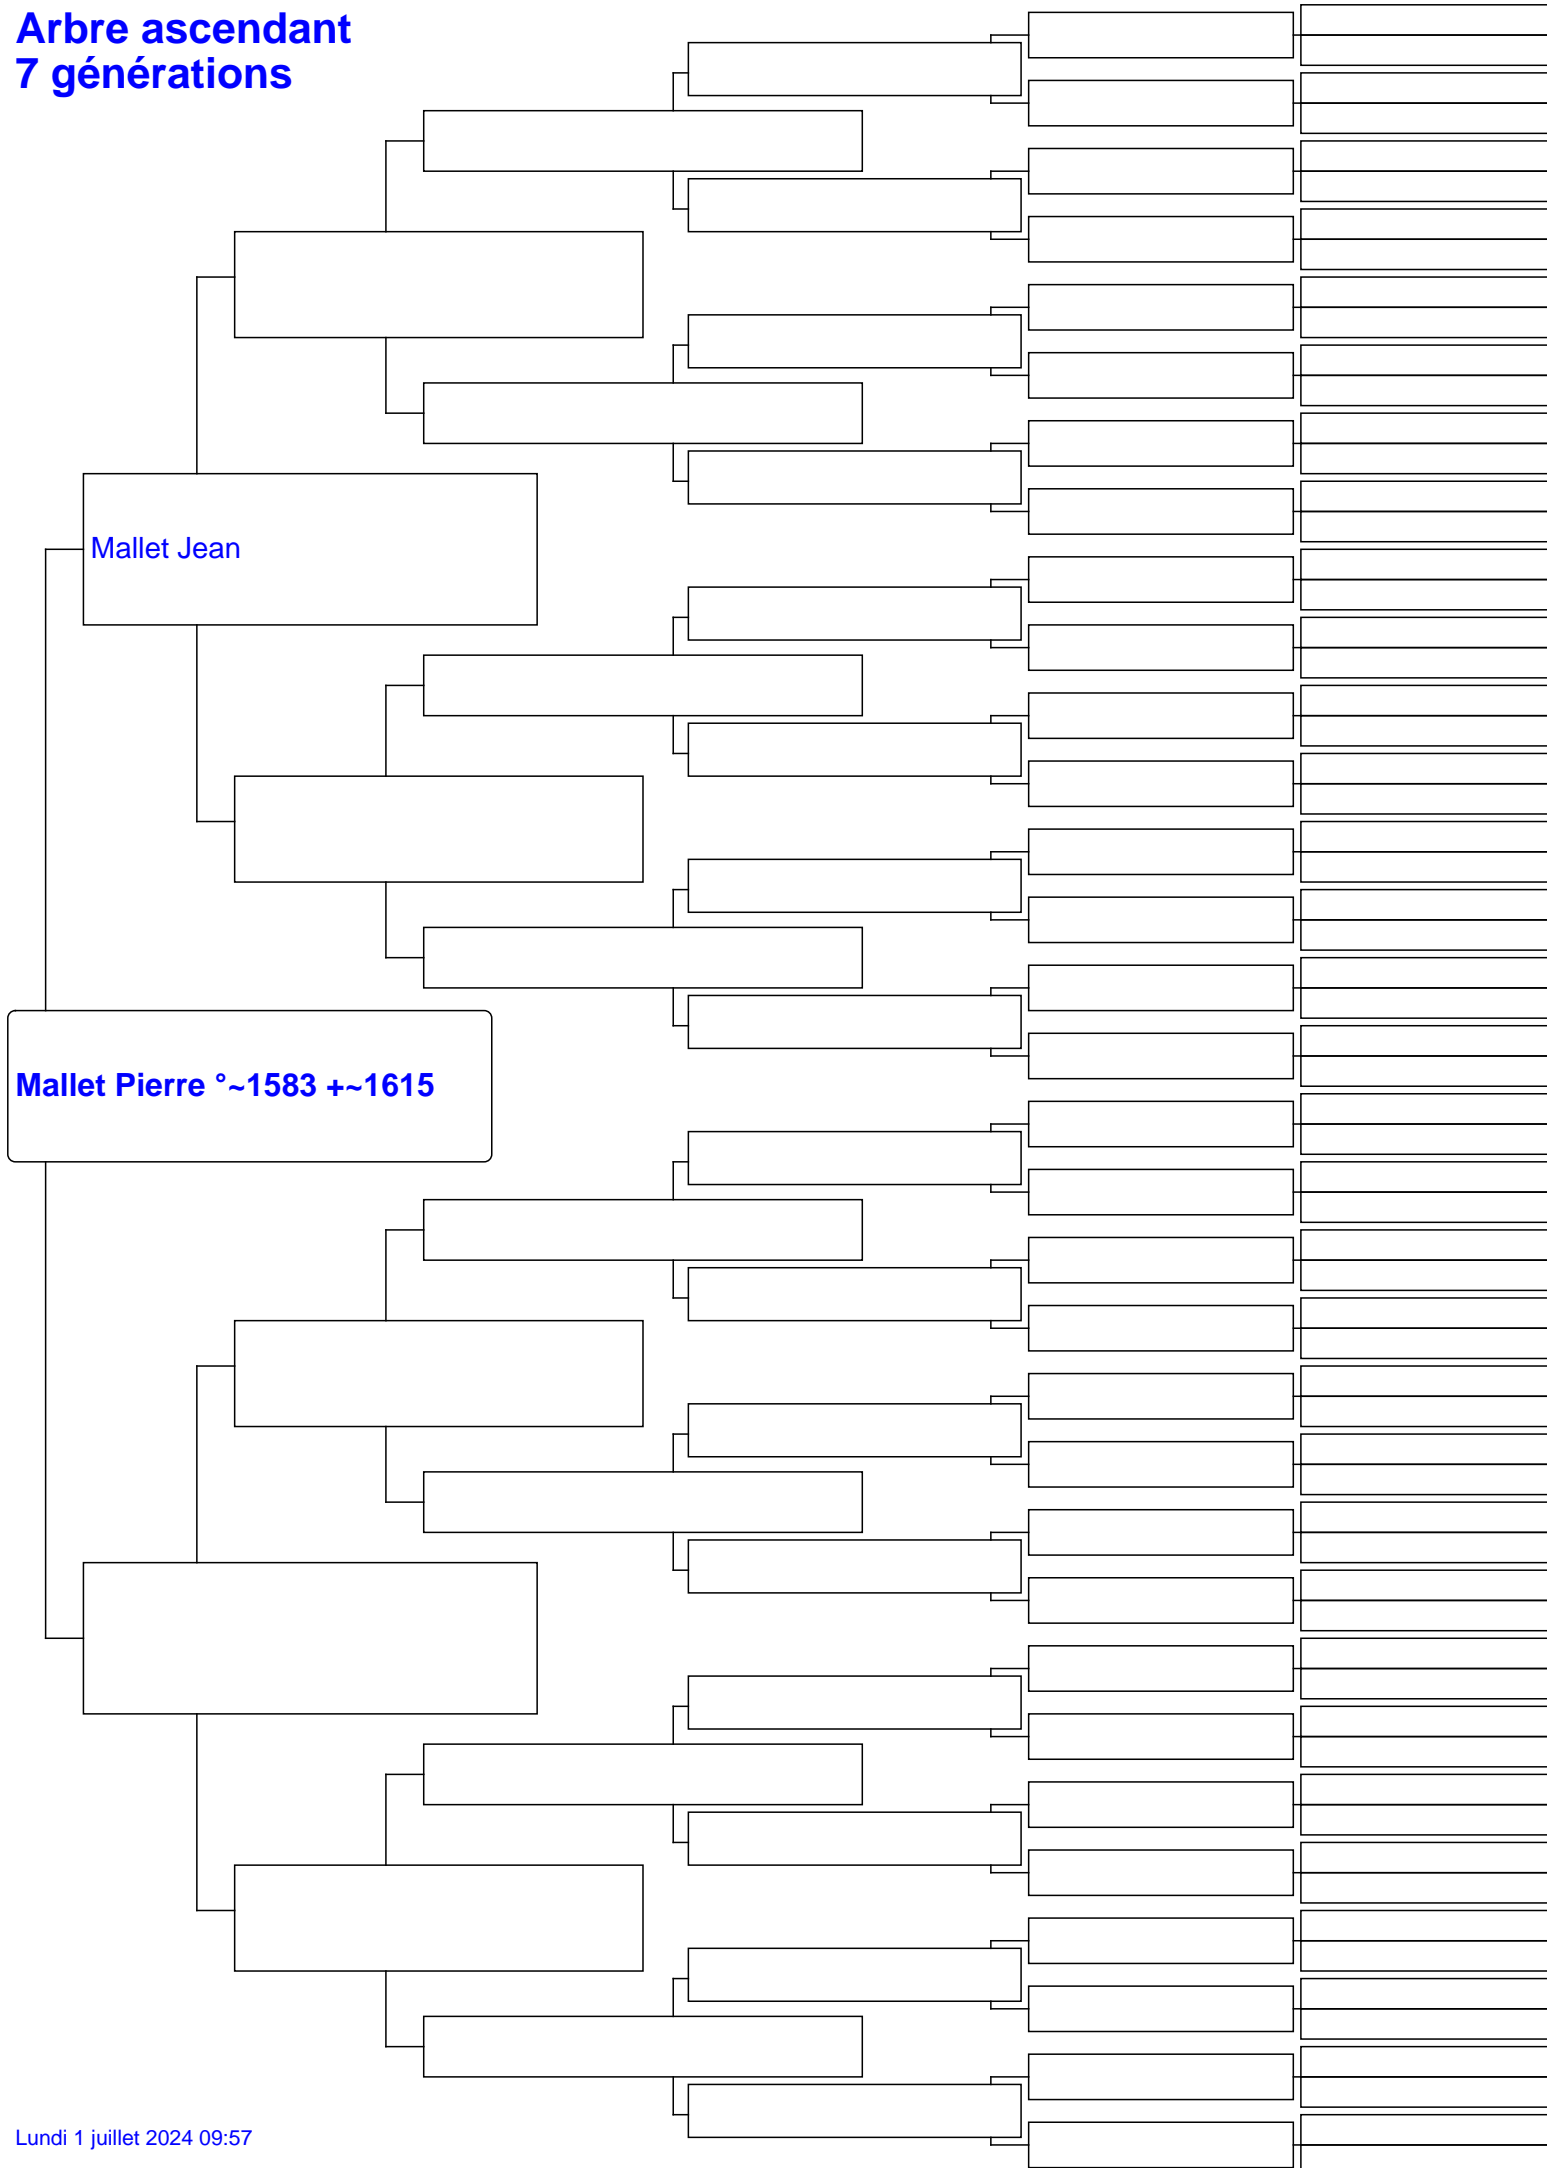 Arbre ascendant
7 générations
Mallet Jean
Mallet Pierre °~1583 +~1615
Lundi 1 juillet 2024 09:57